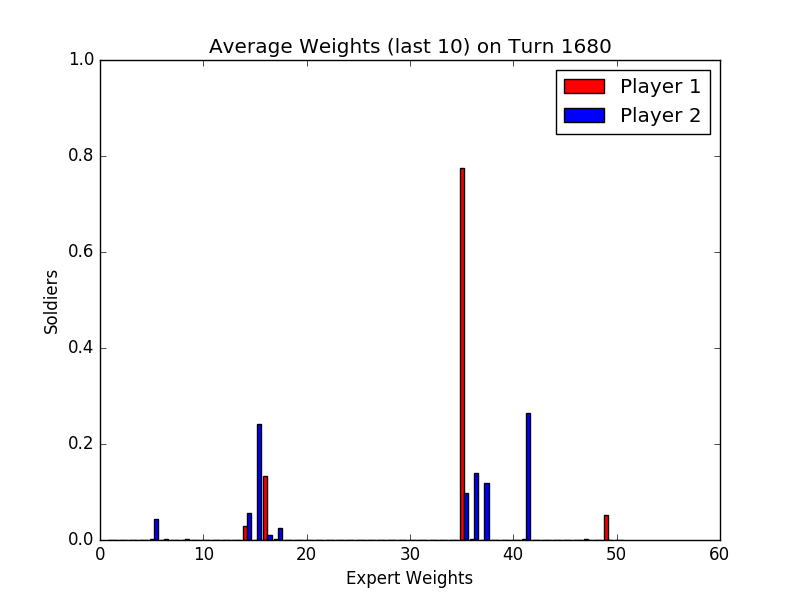 Average Weights (last 10) on Turn 1680
1.0
0.8
0.6
0.4
0.2
0.0
Soldiers
Player 1
Player 2
0 10 20 30 40 50 60
Expert Weights